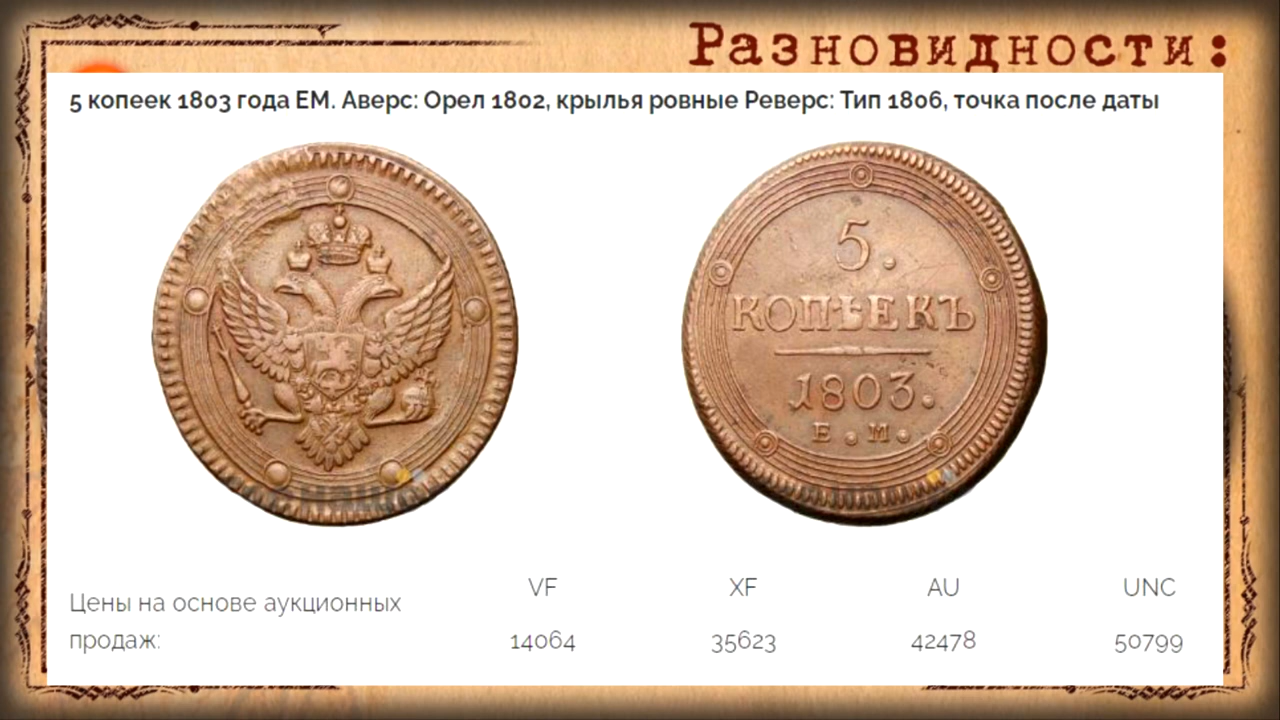 Разновидности:
5 копеек 1803 года ЕМ. Аверс: Орел 1802, крылья ровные Реверс: Тип 1806, точка после даты
5.
КОПѢЕКЪ
1803.
Е.М.
VF XF AU UNC
Цены на основе аукционных
продаж: 14064 35623 42478 50799